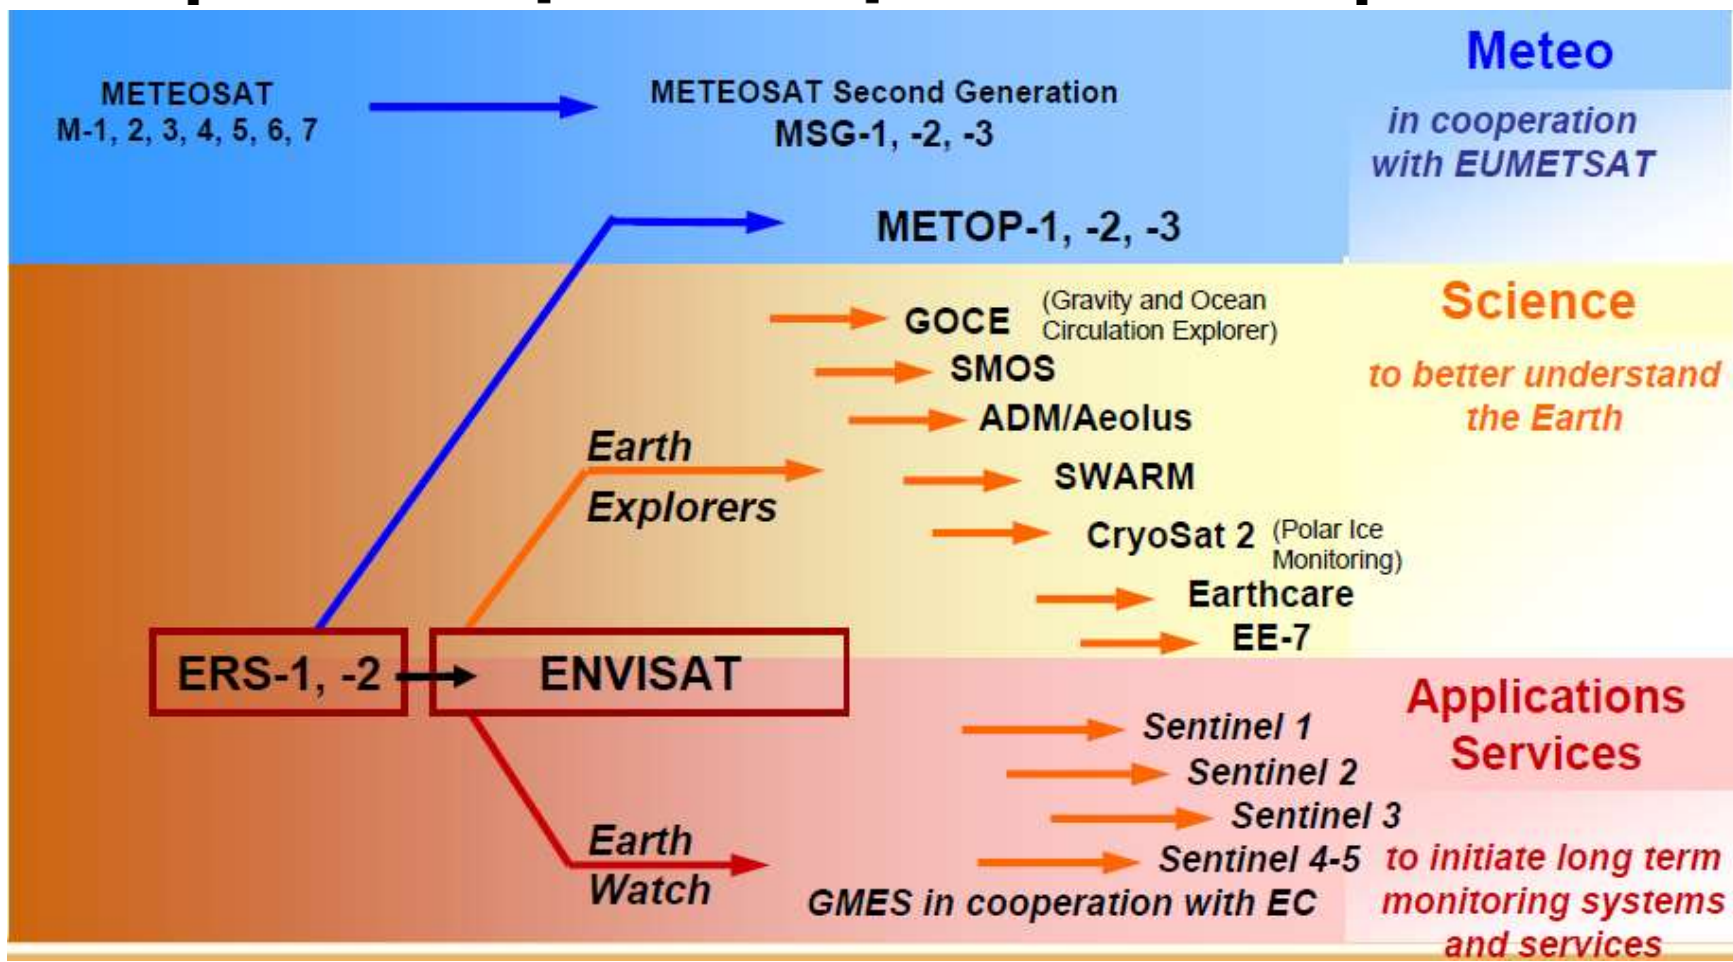 Meteo
in cooperation
with EUMETSAT
METEOSAT
M-1, 2, 3, 4, 5, 6, 7
METEOSAT Second Generation
MSG-1, -2, -3
METOP-1, -2, -3
Science
to better understand
the Earth
GOCE
(Gravity and Ocean
Circulation Explorer)
SMOS
ADM/Aeolus
SWARM
CryoSat 2
(Polar Ice
Monitoring)
Earthcare
EE-7
Earth
Explorers
ERS-1, -2
ENVISAT
Applications
Services
to initiate long term
monitoring systems
and services
Sentinel 1
Sentinel 2
Sentinel 3
Sentinel 4-5
GMES in cooperation with EC
Earth
Watch